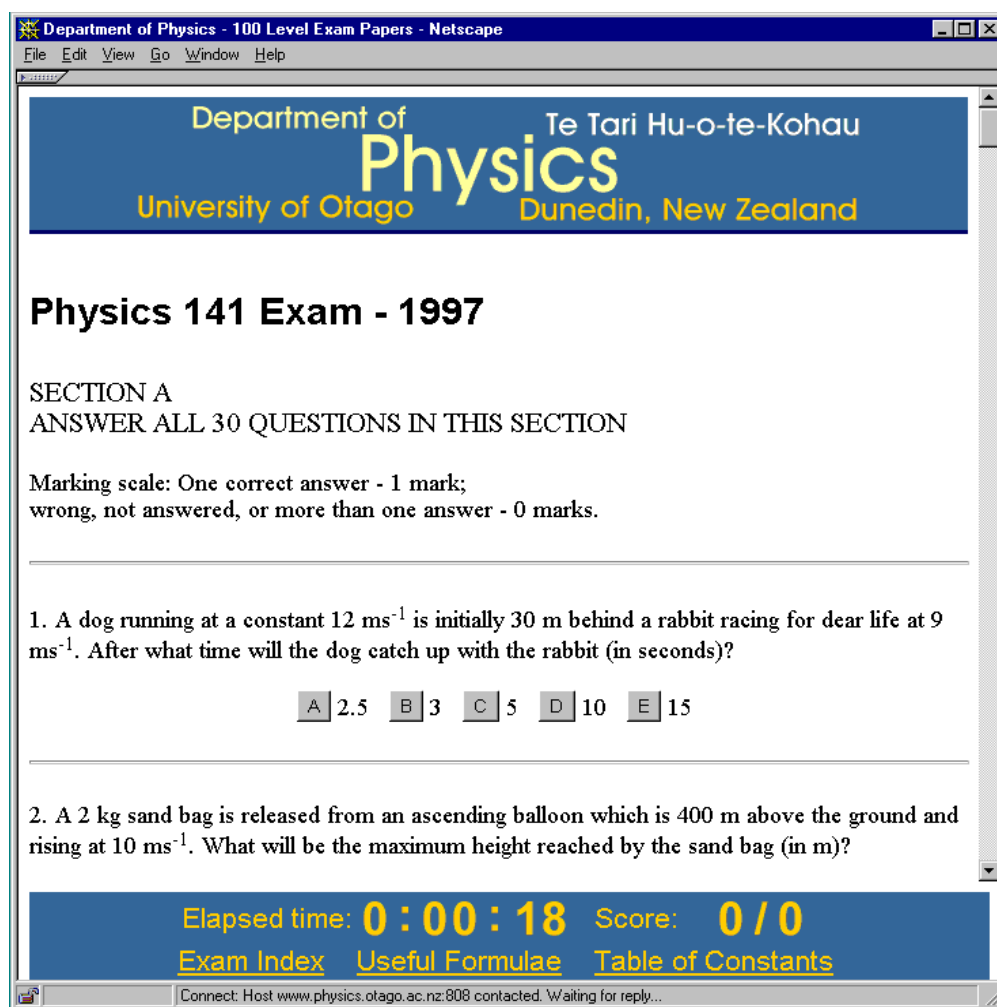 Department of Physics - 100 Level Exam Papers - Netscape
File Edit View Go Window Help
Department of Te Tari Hu-o-te-Kohau
Physics
University of Otago Dunedin, New Zealand
Physics 141 Exam - 1997
SECTION A
ANSWER ALL 30 QUESTIONS IN THIS SECTION
Marking scale: One correct answer - 1 mark;
wrong, not answered, or more than one answer - 0 marks.
1. A dog running at a constant 12 ms⁻¹ is initially 30 m behind a rabbit racing for dear life at 9
ms⁻¹. After what time will the dog catch up with the rabbit (in seconds)?
A 2.5 B 3 C 5 D 10 E 15
2. A 2 kg sand bag is released from an ascending balloon which is 400 m above the ground and
rising at 10 ms⁻¹. What will be the maximum height reached by the sand bag (in m)?
Elapsed time: 0 : 00 : 18 Score: 0 / 0
Exam Index Useful Formulae Table of Constants
Connect: Host www.physics.otago.ac.nz:808 contacted. Waiting for reply...